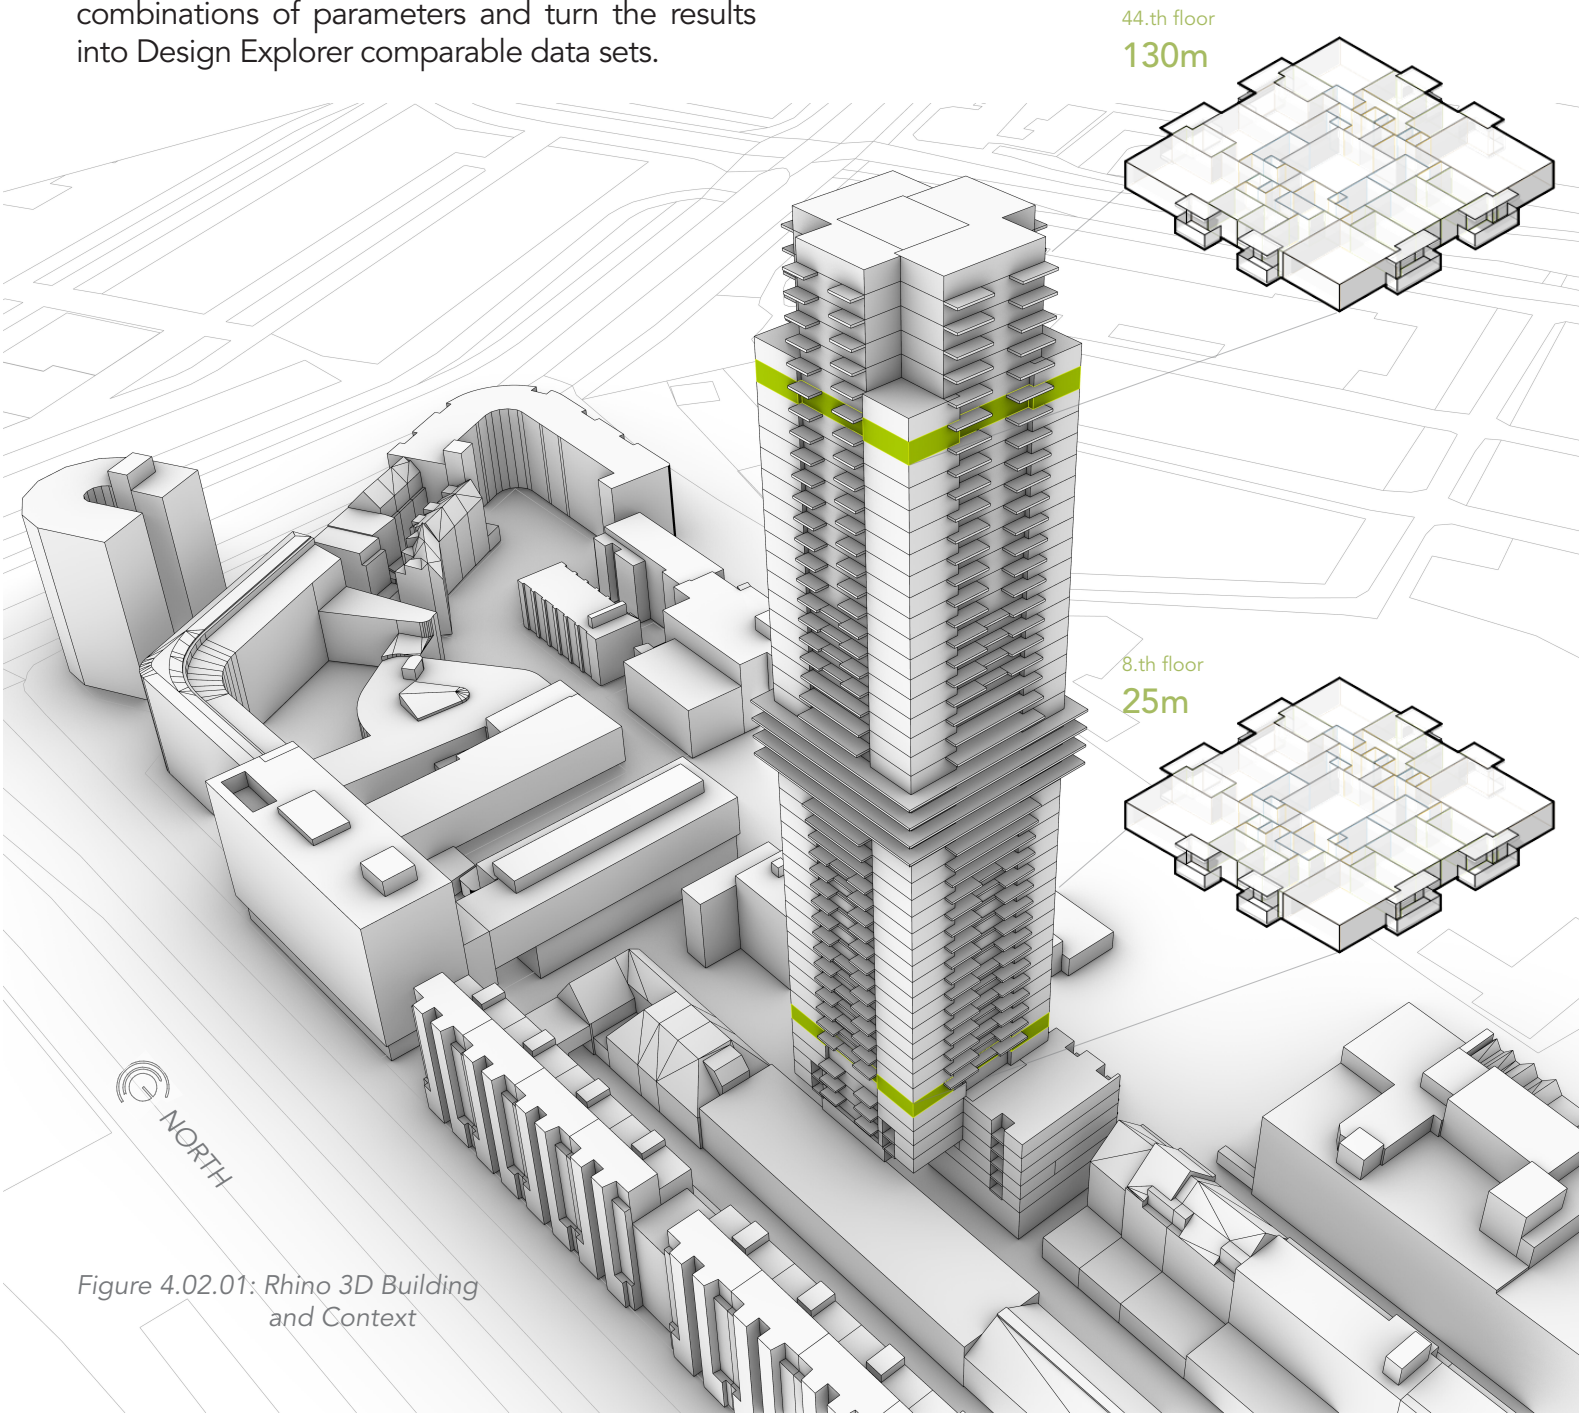 combinations of parameters and turn the results
into Design Explorer comparable data sets.
44.th floor
130m
8.th floor
25m
NORTH
Figure 4.02.01: Rhino 3D Building
and Context